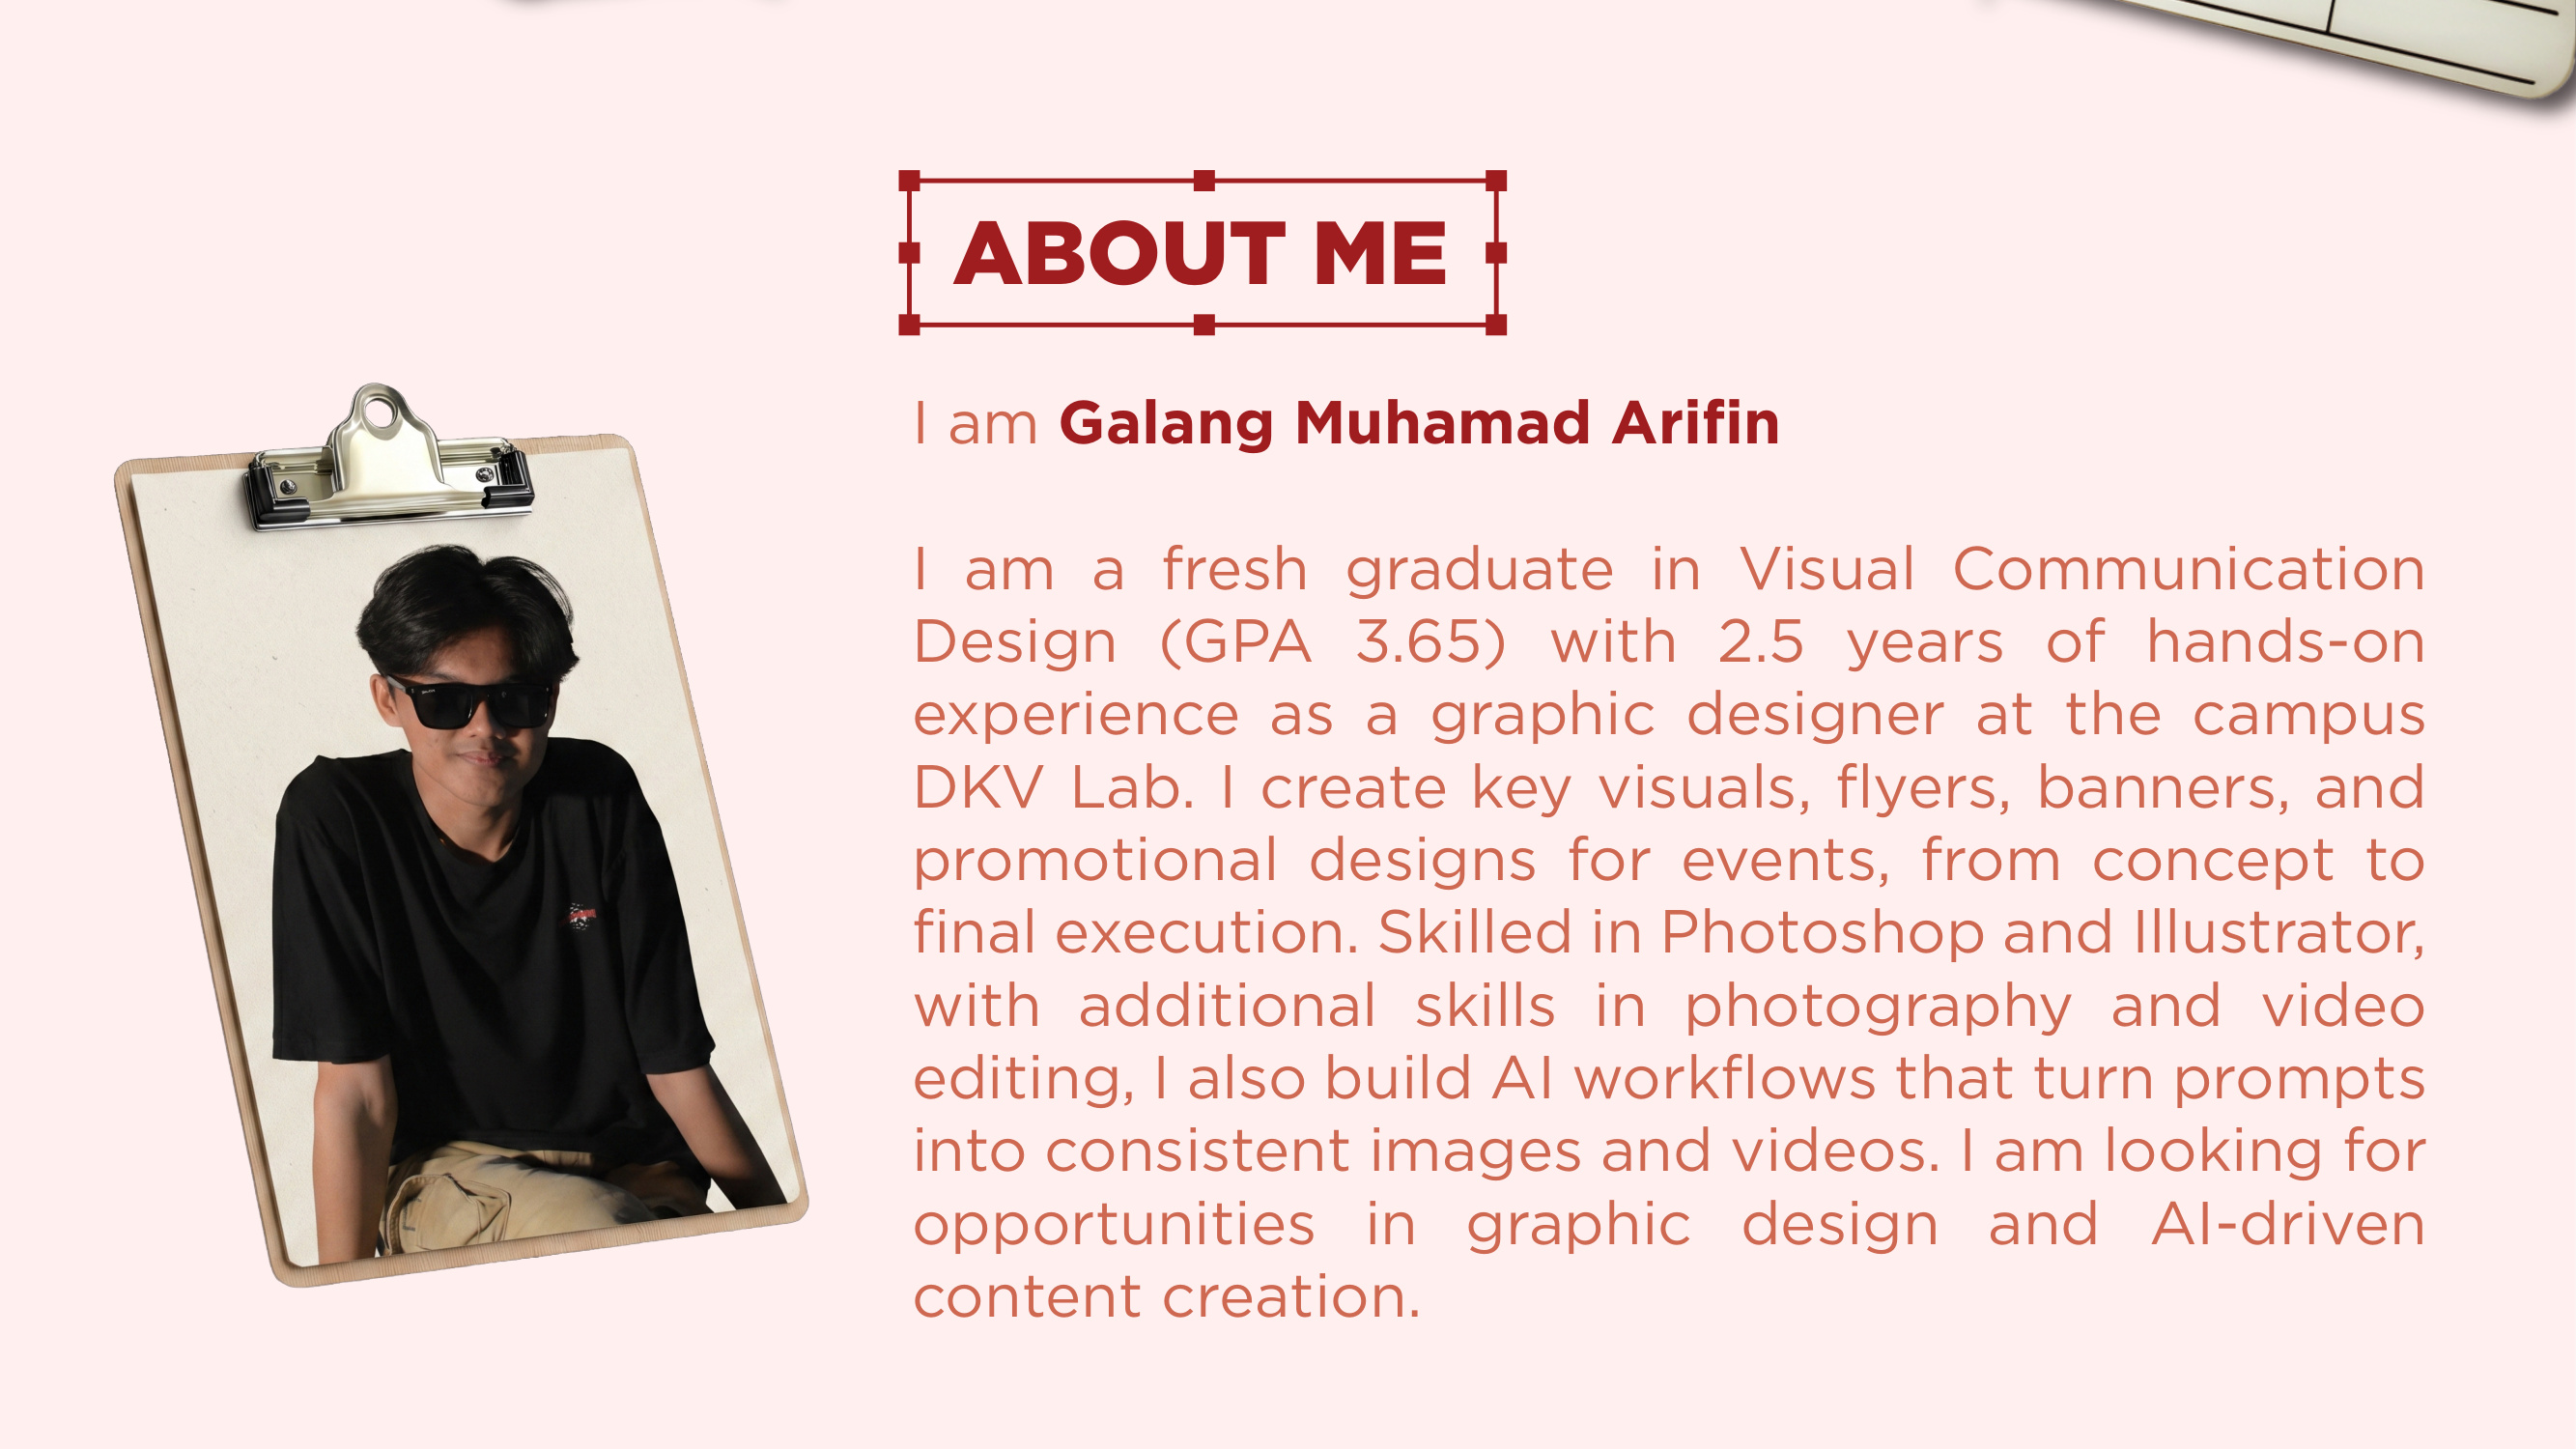 ABOUT ME
I am Galang Muhamad Arifin
I am a fresh graduate in Visual Communication
Design (GPA 3.65) with 2.5 years of hands-on
experience as a graphic designer at the campus
DKV Lab. I create key visuals, flyers, banners, and
promotional designs for events, from concept to
final execution. Skilled in Photoshop and Illustrator,
with additional skills in photography and video
editing, I also build AI workflows that turn prompts
into consistent images and videos. I am looking for
opportunities in graphic design and AI-driven
content creation.